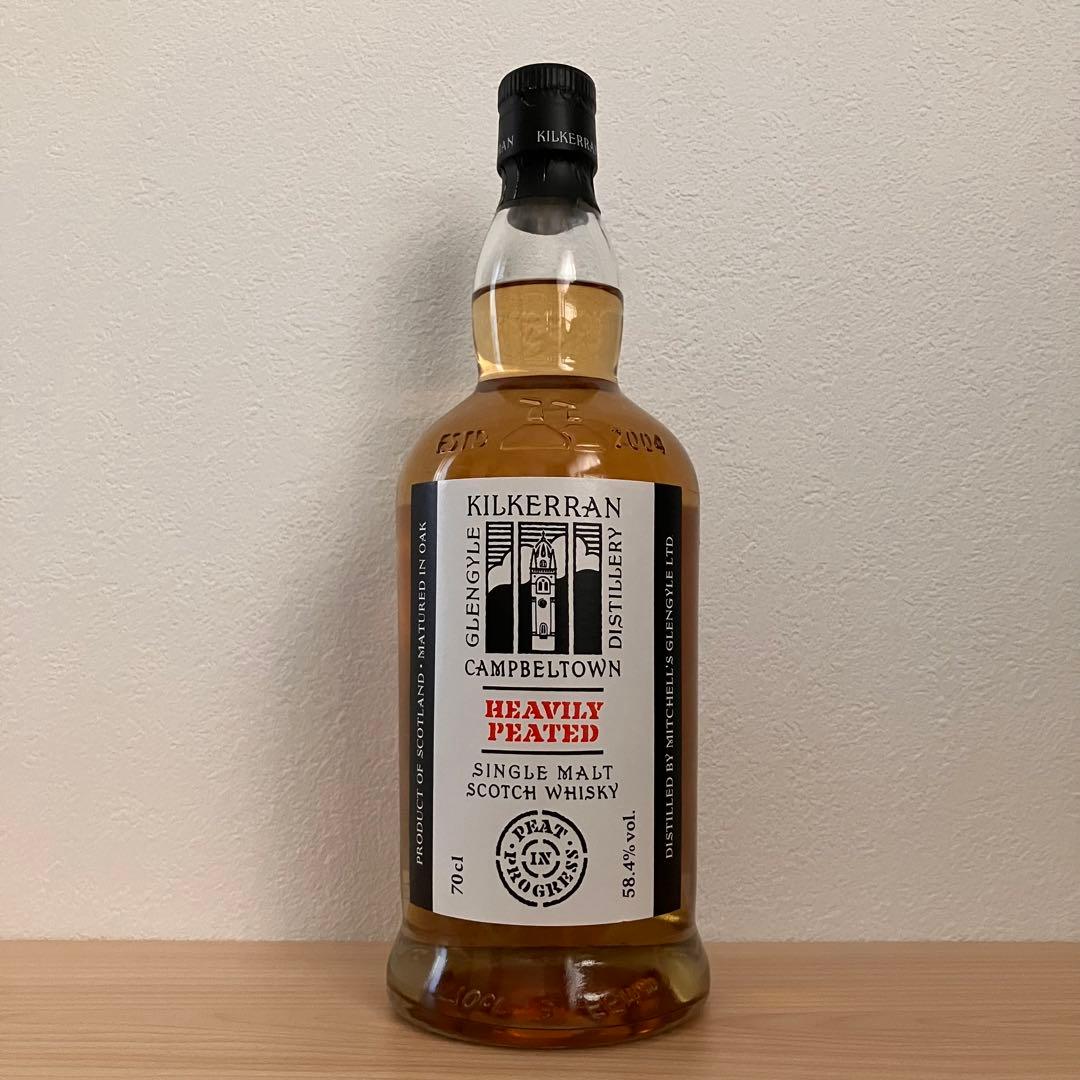 KILKERRAN
ESTD 2004
KILKERRAN
GLENGYLE
DISTILLERY
CAMPBELTOWN
HEAVILY
PEATED
SINGLE MALT
SCOTCH WHISKY
PEAT · IN · PROGRESS
70cl
58.4% vol.
PRODUCT OF SCOTLAND · MATURED IN OAK
DISTILLED BY MITCHELL'S GLENGYLE LTD